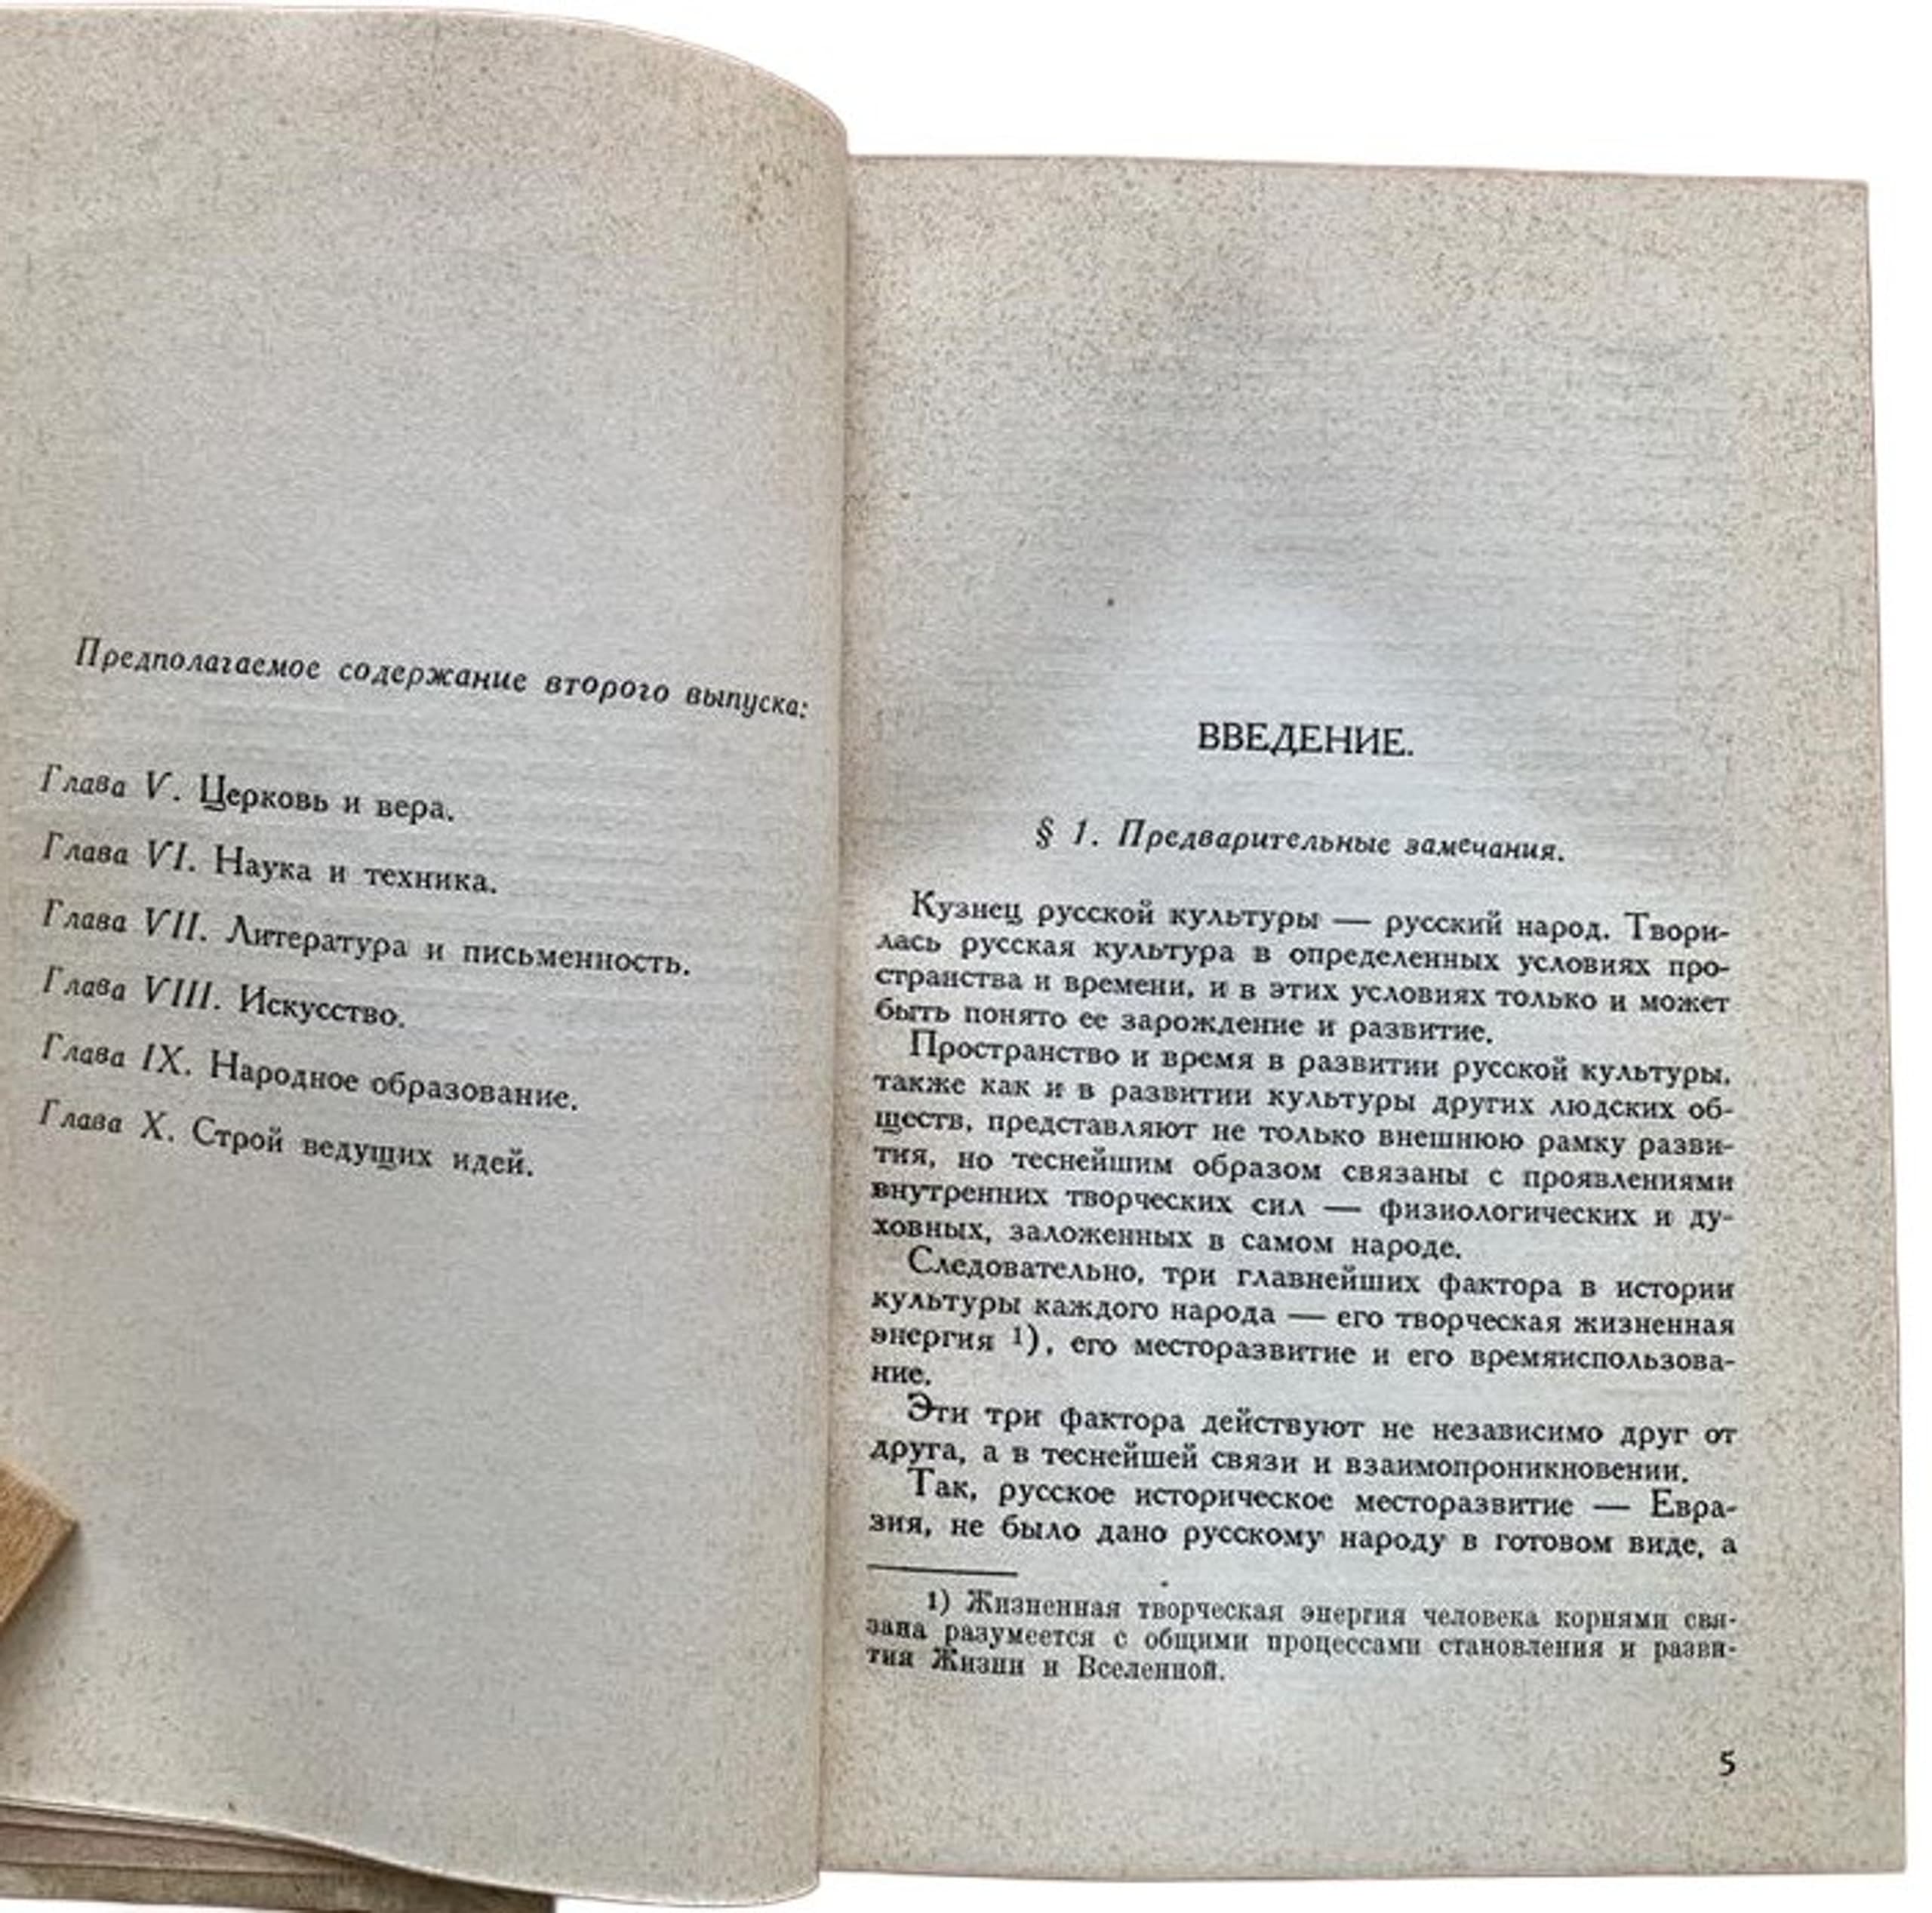 Предполагаемое содержание второго выпуска:
Глава V. Церковь и вера.
Глава VI. Наука и техника.
Глава VII. Литература и письменность.
Глава VIII. Искусство.
Глава IX. Народное образование.
Глава X. Строй ведущих идей.
ВВЕДЕНИЕ.
§ 1. Предварительные замечания.
Кузнец русской культуры — русский народ. Твори-
лась русская культура в определенных условиях про-
странства и времени, и в этих условиях только и может
быть понято ее зарождение и развитие.
Пространство и время в развитии русской культуры,
также как и в развитии культуры других людских об-
ществ, представляют не только внешнюю рамку разви-
тия, но теснейшим образом связаны с проявлениями
внутренних творческих сил — физиологических и ду-
ховных, заложенных в самом народе.
Следовательно, три главнейших фактора в истории
культуры каждого народа — его творческая жизненная
энергия 1), его месторазвитие и его времяиспользова-
ние.
Эти три фактора действуют не независимо друг от
друга, а в теснейшей связи и взаимопроникновении.
Так, русское историческое месторазвитие — Евра-
зия, не было дано русскому народу в готовом виде, а
1) Жизненная творческая энергия человека корнями свя-
зана разумеется с общими процессами становления и разви-
тия Жизни и Вселенной.
5